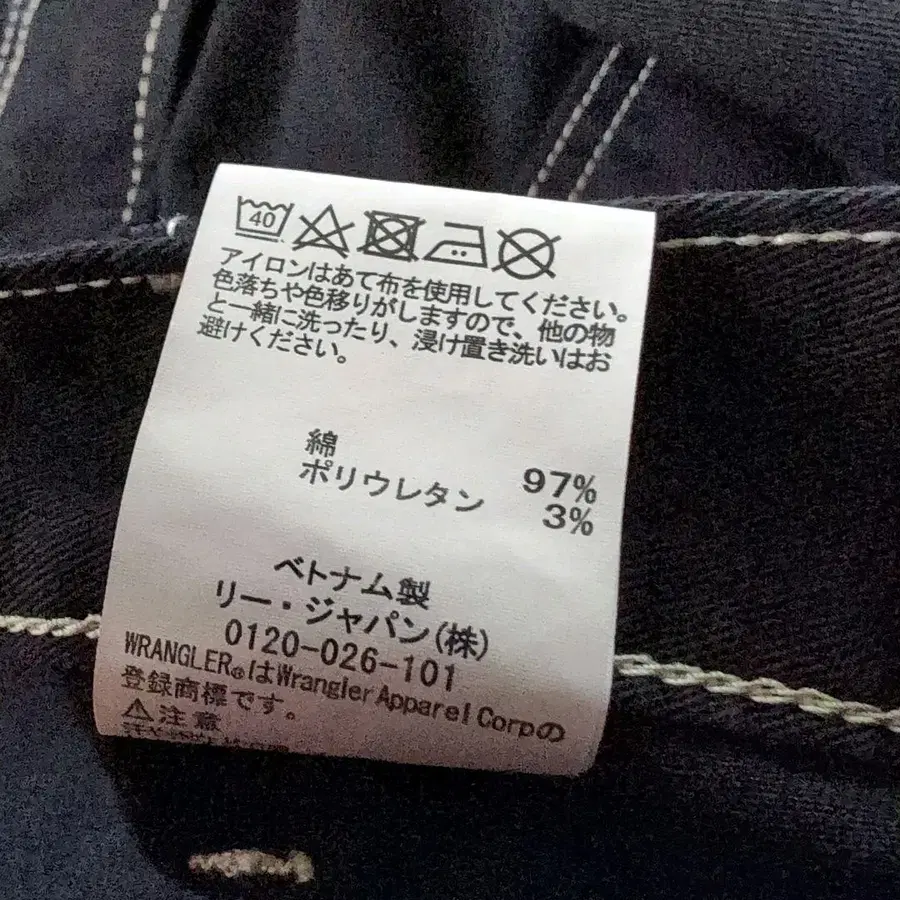 40
アイロンはあて布を使用してください。
色落ちや色移りがしますので、他の物
と一緒に洗ったり、浸け置き洗いはお
避けください。
綿 97%
ポリウレタン 3%
ベトナム製
リー・ジャパン(株)
0120-026-101
WRANGLER®はWrangler Apparel Corpの
登録商標です。
⚠注意